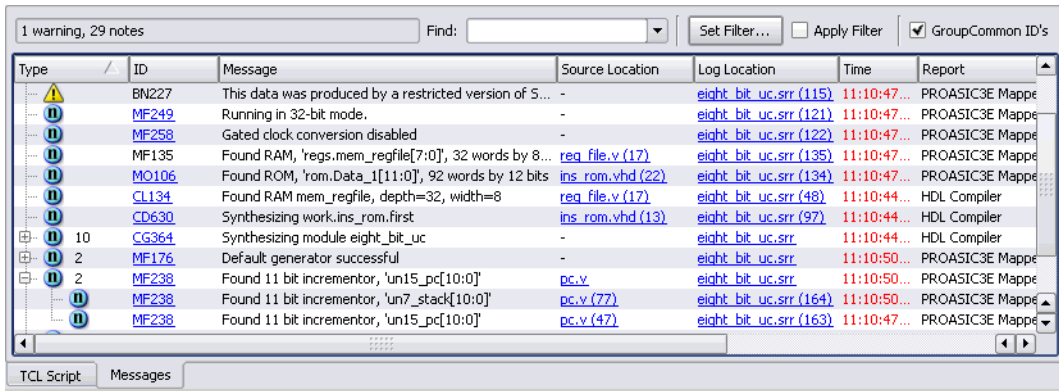 1 warning, 29 notes Find: Set Filter... Apply Filter GroupCommon ID's
Type ID Message Source Location Log Location Time Report
BN227 This data was produced by a restricted version of S... - eight_bit_uc.srr (115) 11:10:47... PROASIC3E Mappe
n MF249 Running in 32-bit mode. - eight_bit_uc.srr (121) 11:10:47... PROASIC3E Mappe
n MF258 Gated clock conversion disabled - eight_bit_uc.srr (122) 11:10:47... PROASIC3E Mappe
n MF135 Found RAM, 'regs.mem_regfile[7:0]', 32 words by 8... reg_file.v (17) eight_bit_uc.srr (135) 11:10:47... PROASIC3E Mappe
n MO106 Found ROM, 'rom.Data_1[11:0]', 92 words by 12 bits ins_rom.vhd (22) eight_bit_uc.srr (134) 11:10:47... PROASIC3E Mappe
n CL134 Found RAM mem_regfile, depth=32, width=8 reg_file.v (17) eight_bit_uc.srr (48) 11:10:44... HDL Compiler
n CD630 Synthesizing work.ins_rom.first ins_rom.vhd (13) eight_bit_uc.srr (97) 11:10:44... HDL Compiler
n 10 CG364 Synthesizing module eight_bit_uc - eight_bit_uc.srr 11:10:44... HDL Compiler
n 2 MF176 Default generator successful - eight_bit_uc.srr 11:10:50... PROASIC3E Mappe
n 2 MF238 Found 11 bit incrementor, 'un15_pc[10:0]' pc.v eight_bit_uc.srr 11:10:47... PROASIC3E Mappe
n MF238 Found 11 bit incrementor, 'un7_stack[10:0]' pc.v (77) eight_bit_uc.srr (164) 11:10:50... PROASIC3E Mappe
n MF238 Found 11 bit incrementor, 'un15_pc[10:0]' pc.v (47) eight_bit_uc.srr (163) 11:10:47... PROASIC3E Mappe
TCL Script Messages